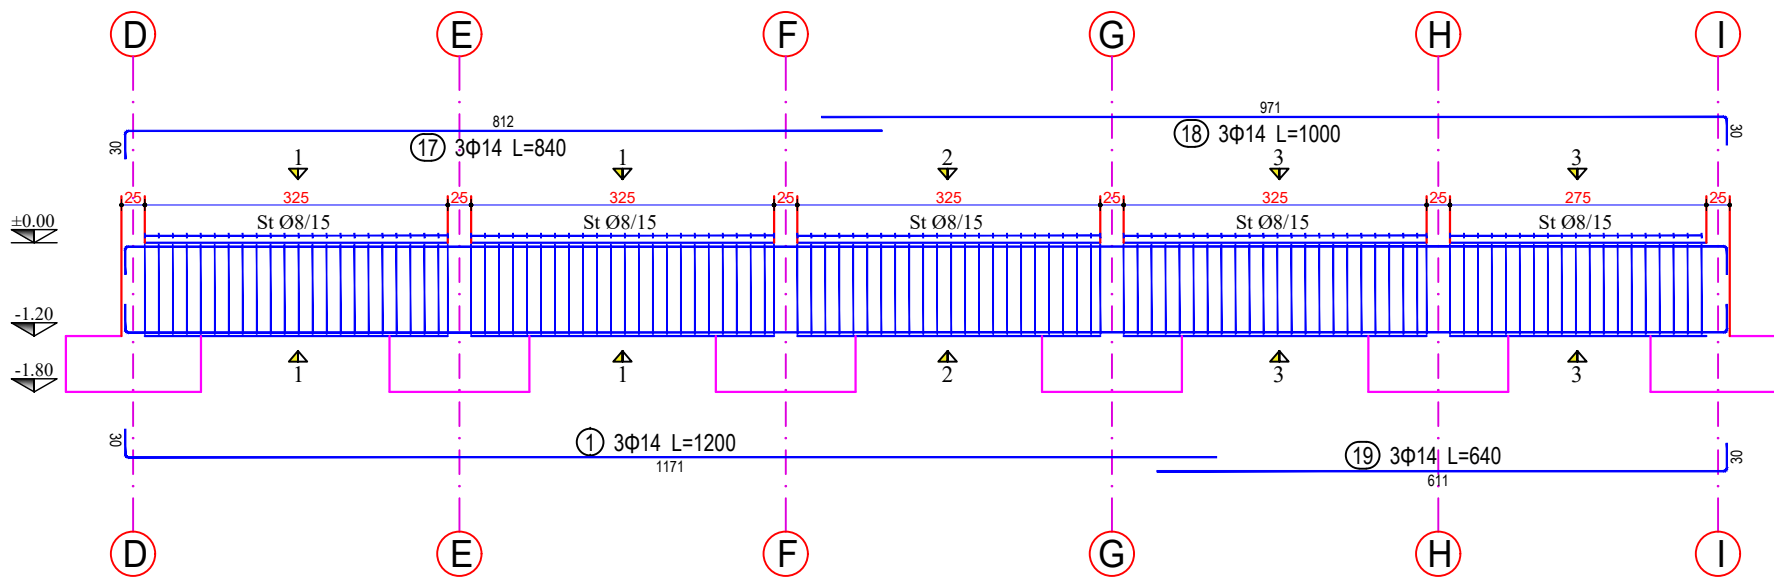 D E F G H I
971
812
30 17 3Φ14 L=840 18 3Φ14 L=1000 30
1 1 2 3 3
25 325 25 325 25 325 25 325 25 275 25
±0.00 St Ø8/15 St Ø8/15 St Ø8/15 St Ø8/15 St Ø8/15
-1.20
-1.80
1 1 2 3 3
30 1 3Φ14 L=1200 19 3Φ14 L=640 30
1171
611
D E F G H I